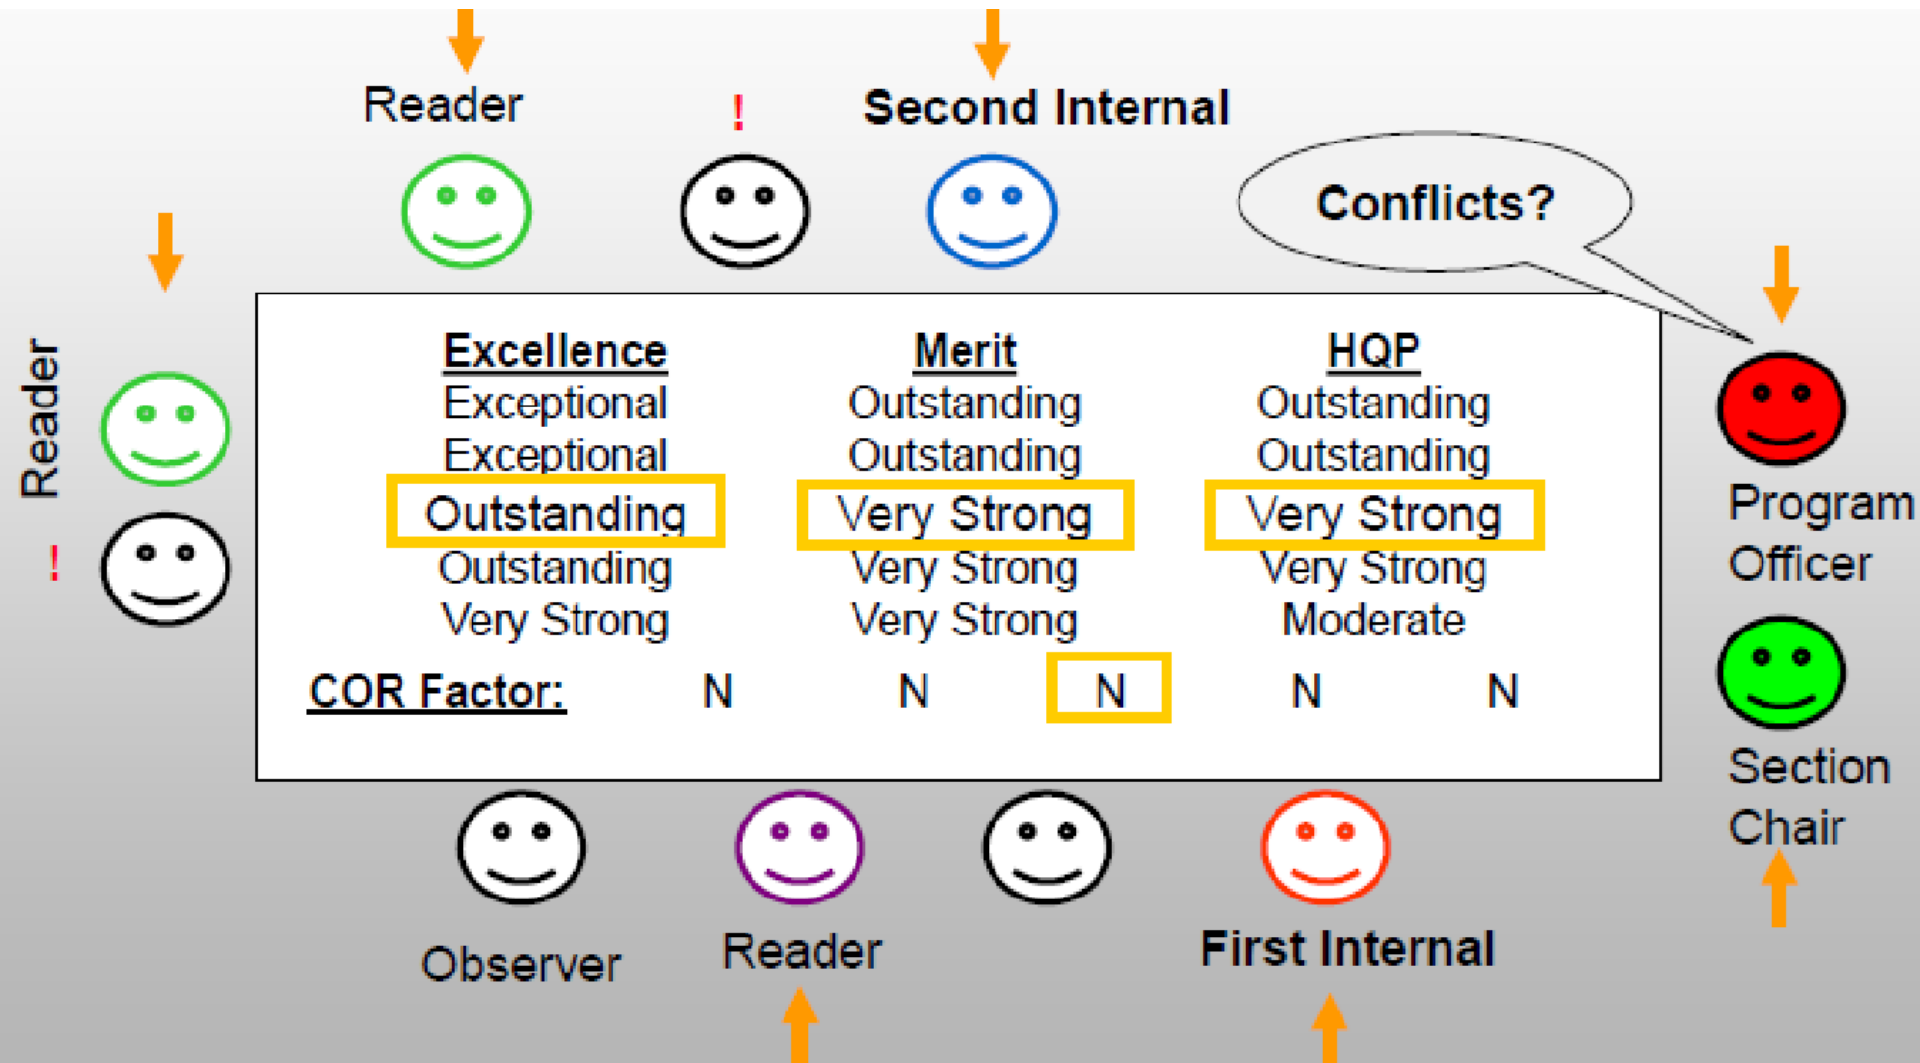 Reader
!
Second Internal
Conflicts?
Reader
!
Excellence Merit HQP
Exceptional Outstanding Outstanding
Exceptional Outstanding Outstanding
Outstanding Very Strong Very Strong
Outstanding Very Strong Very Strong
Very Strong Very Strong Moderate
COR Factor: N N N N N
Program
Officer
Section
Chair
Observer
Reader
First Internal